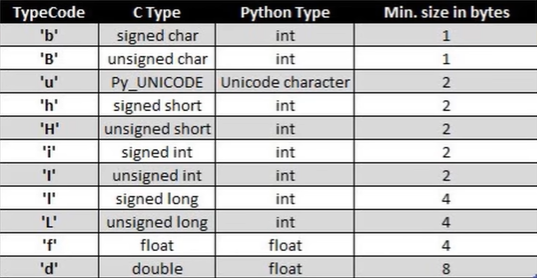 TypeCode C Type Python Type Min. size in bytes
'b' signed char int 1
'B' unsigned char int 1
'u' Py_UNICODE Unicode character 2
'h' signed short int 2
'H' unsigned short int 2
'i' signed int int 2
'I' unsigned int int 2
'l' signed long int 4
'L' unsigned long int 4
'f' float float 4
'd' double float 8